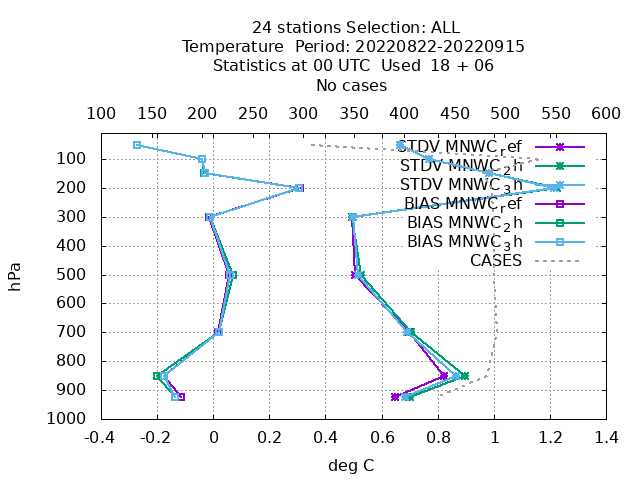 24 stations Selection: ALL
Temperature  Period: 20220822-20220915
Statistics at 00 UTC  Used  18 + 06
No cases
100 150 200 250 300 350 400 450 500 550 600
STDV MNWC_ref
STDV MNWC_2h
STDV MNWC_3h
BIAS MNWC_ref
BIAS MNWC_2h
BIAS MNWC_3h
CASES
100
200
300
400
500
600
700
800
900
1000
hPa
-0.4 -0.2 0 0.2 0.4 0.6 0.8 1 1.2 1.4
deg C